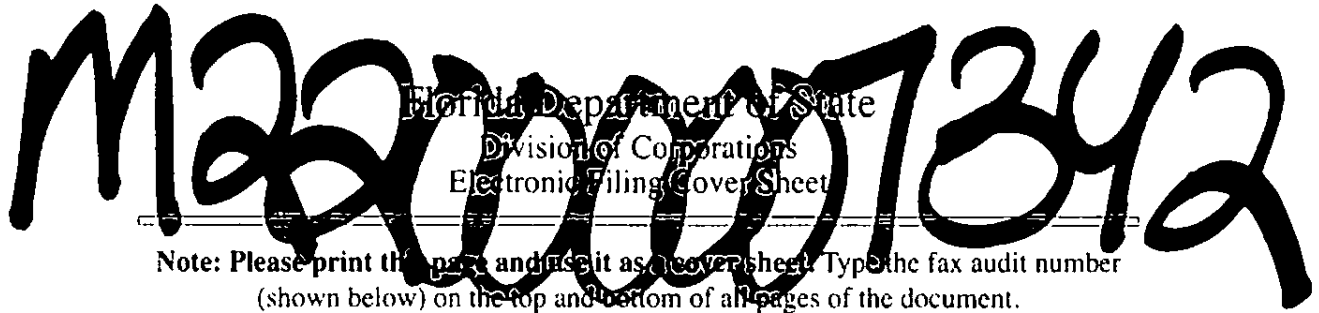 M22000007342
Florida Department of State
Division of Corporations
Electronic Filing Cover Sheet
Note: Please print this page and use it as a cover sheet. Type the fax audit number
(shown below) on the top and bottom of all pages of the document.